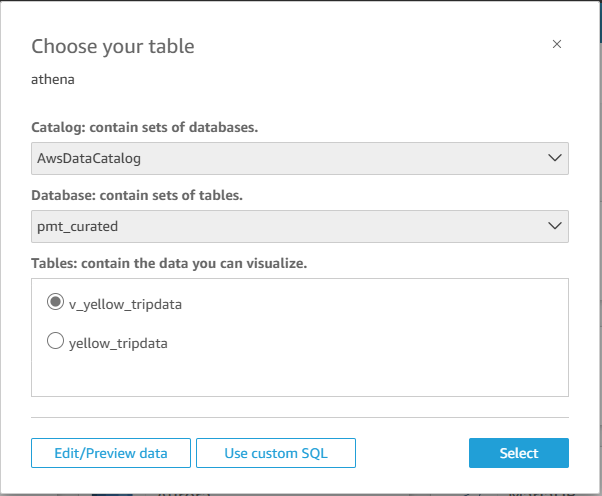 Choose your table
athena
Catalog: contain sets of databases.
AwsDataCatalog
Database: contain sets of tables.
pmt_curated
Tables: contain the data you can visualize.
v_yellow_tripdata
yellow_tripdata
Edit/Preview data
Use custom SQL
Select